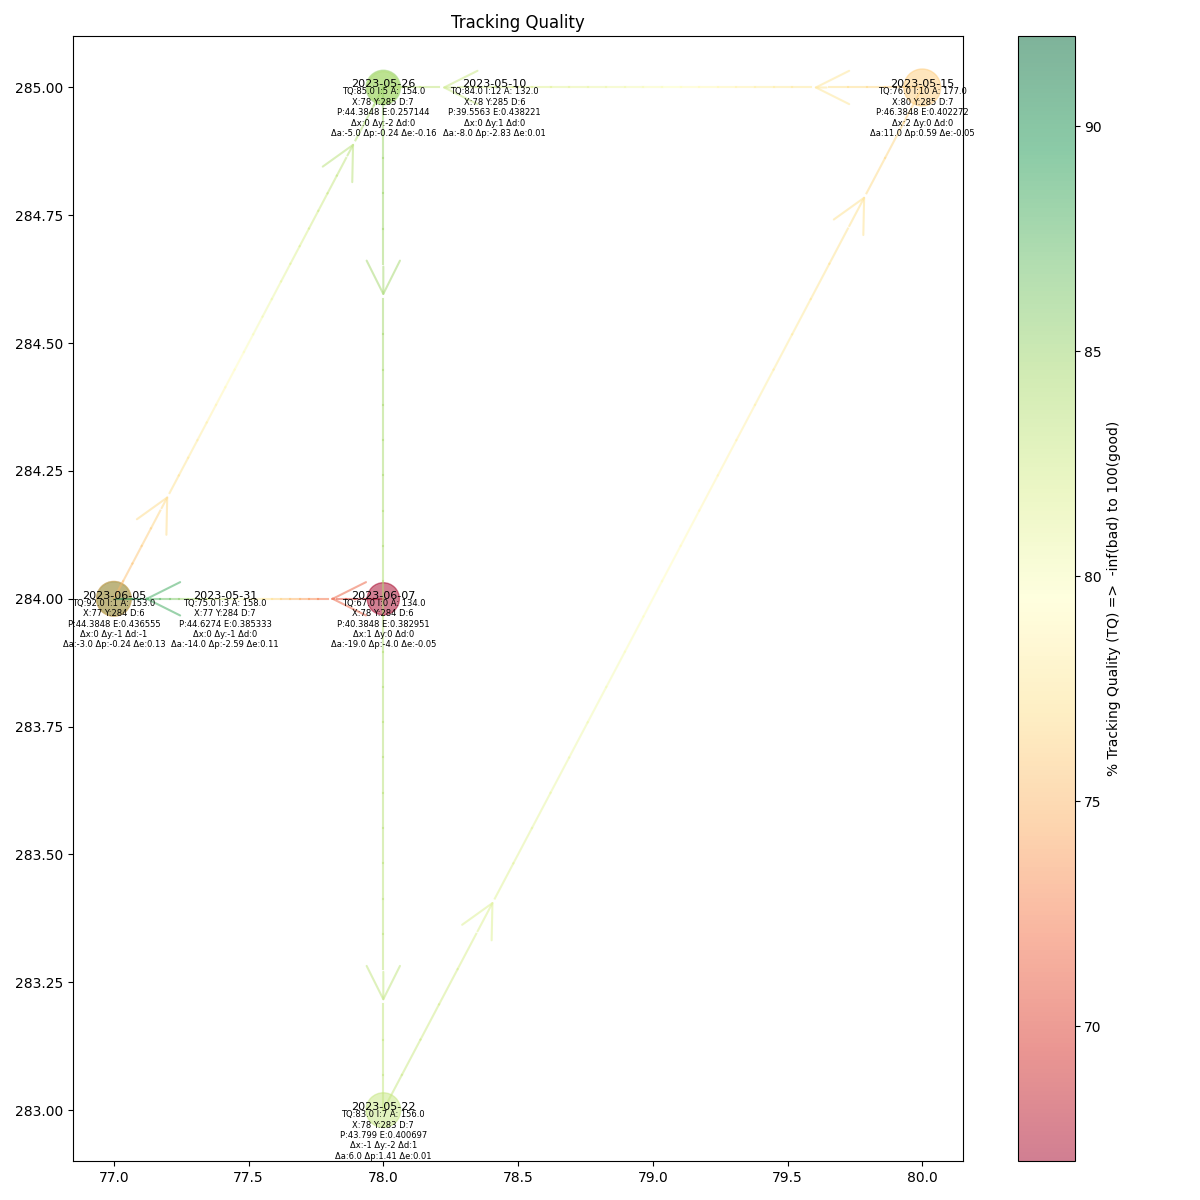 Tracking Quality
285.00
284.75
284.50
284.25
284.00
283.75
283.50
283.25
283.00
77.0
77.5
78.0
78.5
79.0
79.5
80.0
2023-05-26
TQ:85.0 I:5 A: 154.0
X:78 Y:285 D:7
P:44.3848 E:0.257144
Δx:0 Δy:-2 Δd:0
Δa:-5.0 Δp:-0.24 Δe:-0.16
2023-05-10
TQ:84.0 I:12 A: 132.0
X:78 Y:285 D:6
P:39.5563 E:0.438221
Δx:0 Δy:1 Δd:0
Δa:-8.0 Δp:-2.83 Δe:0.01
2023-05-15
TQ:76.0 I:10 A: 177.0
X:80 Y:285 D:7
P:46.3848 E:0.402272
Δx:2 Δy:0 Δd:0
Δa:11.0 Δp:0.59 Δe:-0.05
2023-06-05
TQ:92.0 I:1 A: 153.0
X:77 Y:284 D:6
P:44.3848 E:0.436555
Δx:0 Δy:-1 Δd:-1
Δa:-3.0 Δp:-0.24 Δe:0.13
2023-05-31
TQ:75.0 I:3 A: 158.0
X:77 Y:284 D:7
P:44.6274 E:0.385333
Δx:0 Δy:-1 Δd:0
Δa:-14.0 Δp:-2.59 Δe:0.11
2023-06-07
TQ:67.0 I:0 A: 134.0
X:78 Y:284 D:6
P:40.3848 E:0.382951
Δx:1 Δy:0 Δd:0
Δa:-19.0 Δp:-4.0 Δe:-0.05
2023-05-22
TQ:83.0 I:7 A: 156.0
X:78 Y:283 D:7
P:43.799 E:0.400697
Δx:-1 Δy:-2 Δd:1
Δa:6.0 Δp:1.41 Δe:0.01
90
85
80
75
70
% Tracking Quality (TQ) => -inf(bad) to 100(good)